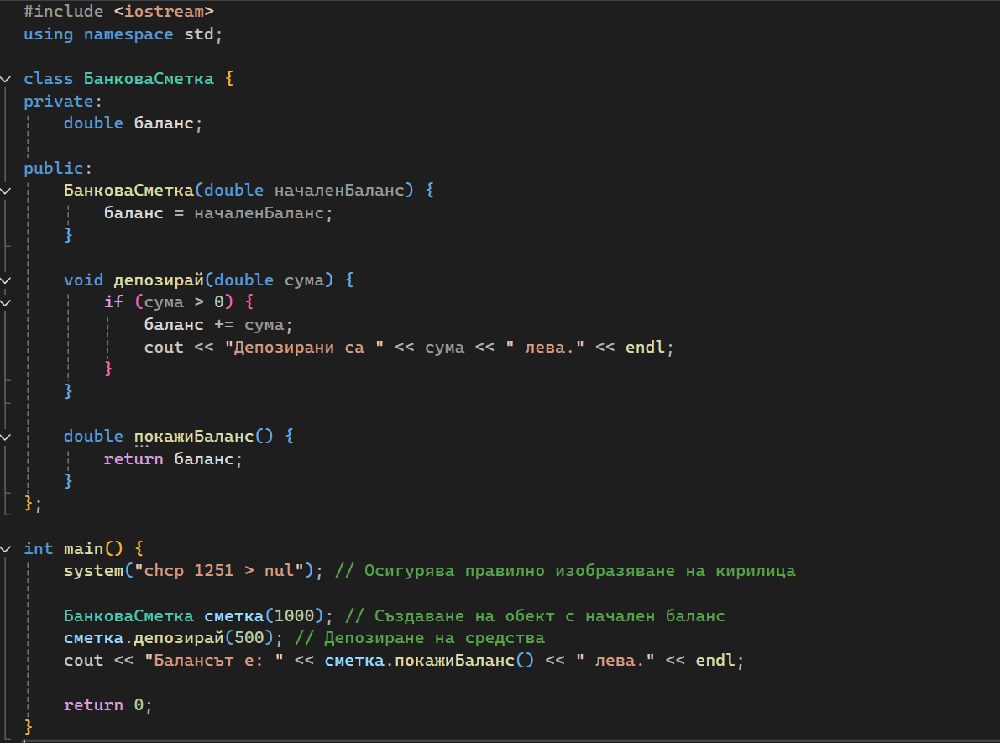 #include <iostream>
using namespace std;
class БанковаСметка {
private:
double баланс;
public:
БанковаСметка(double началенБаланс) {
баланс = началенБаланс;
}
void депозирай(double сума) {
if (сума > 0) {
баланс += сума;
cout << "Депозирани са " << сума << " лева." << endl;
}
}
double покажиБаланс() {
return баланс;
}
};
int main() {
system("chcp 1251 > nul"); // Осигурява правилно изобразяване на кирилица
БанковаСметка сметка(1000); // Създаване на обект с начален баланс
сметка.депозирай(500); // Депозиране на средства
cout << "Балансът е: " << сметка.покажиБаланс() << " лева." << endl;
return 0;
}